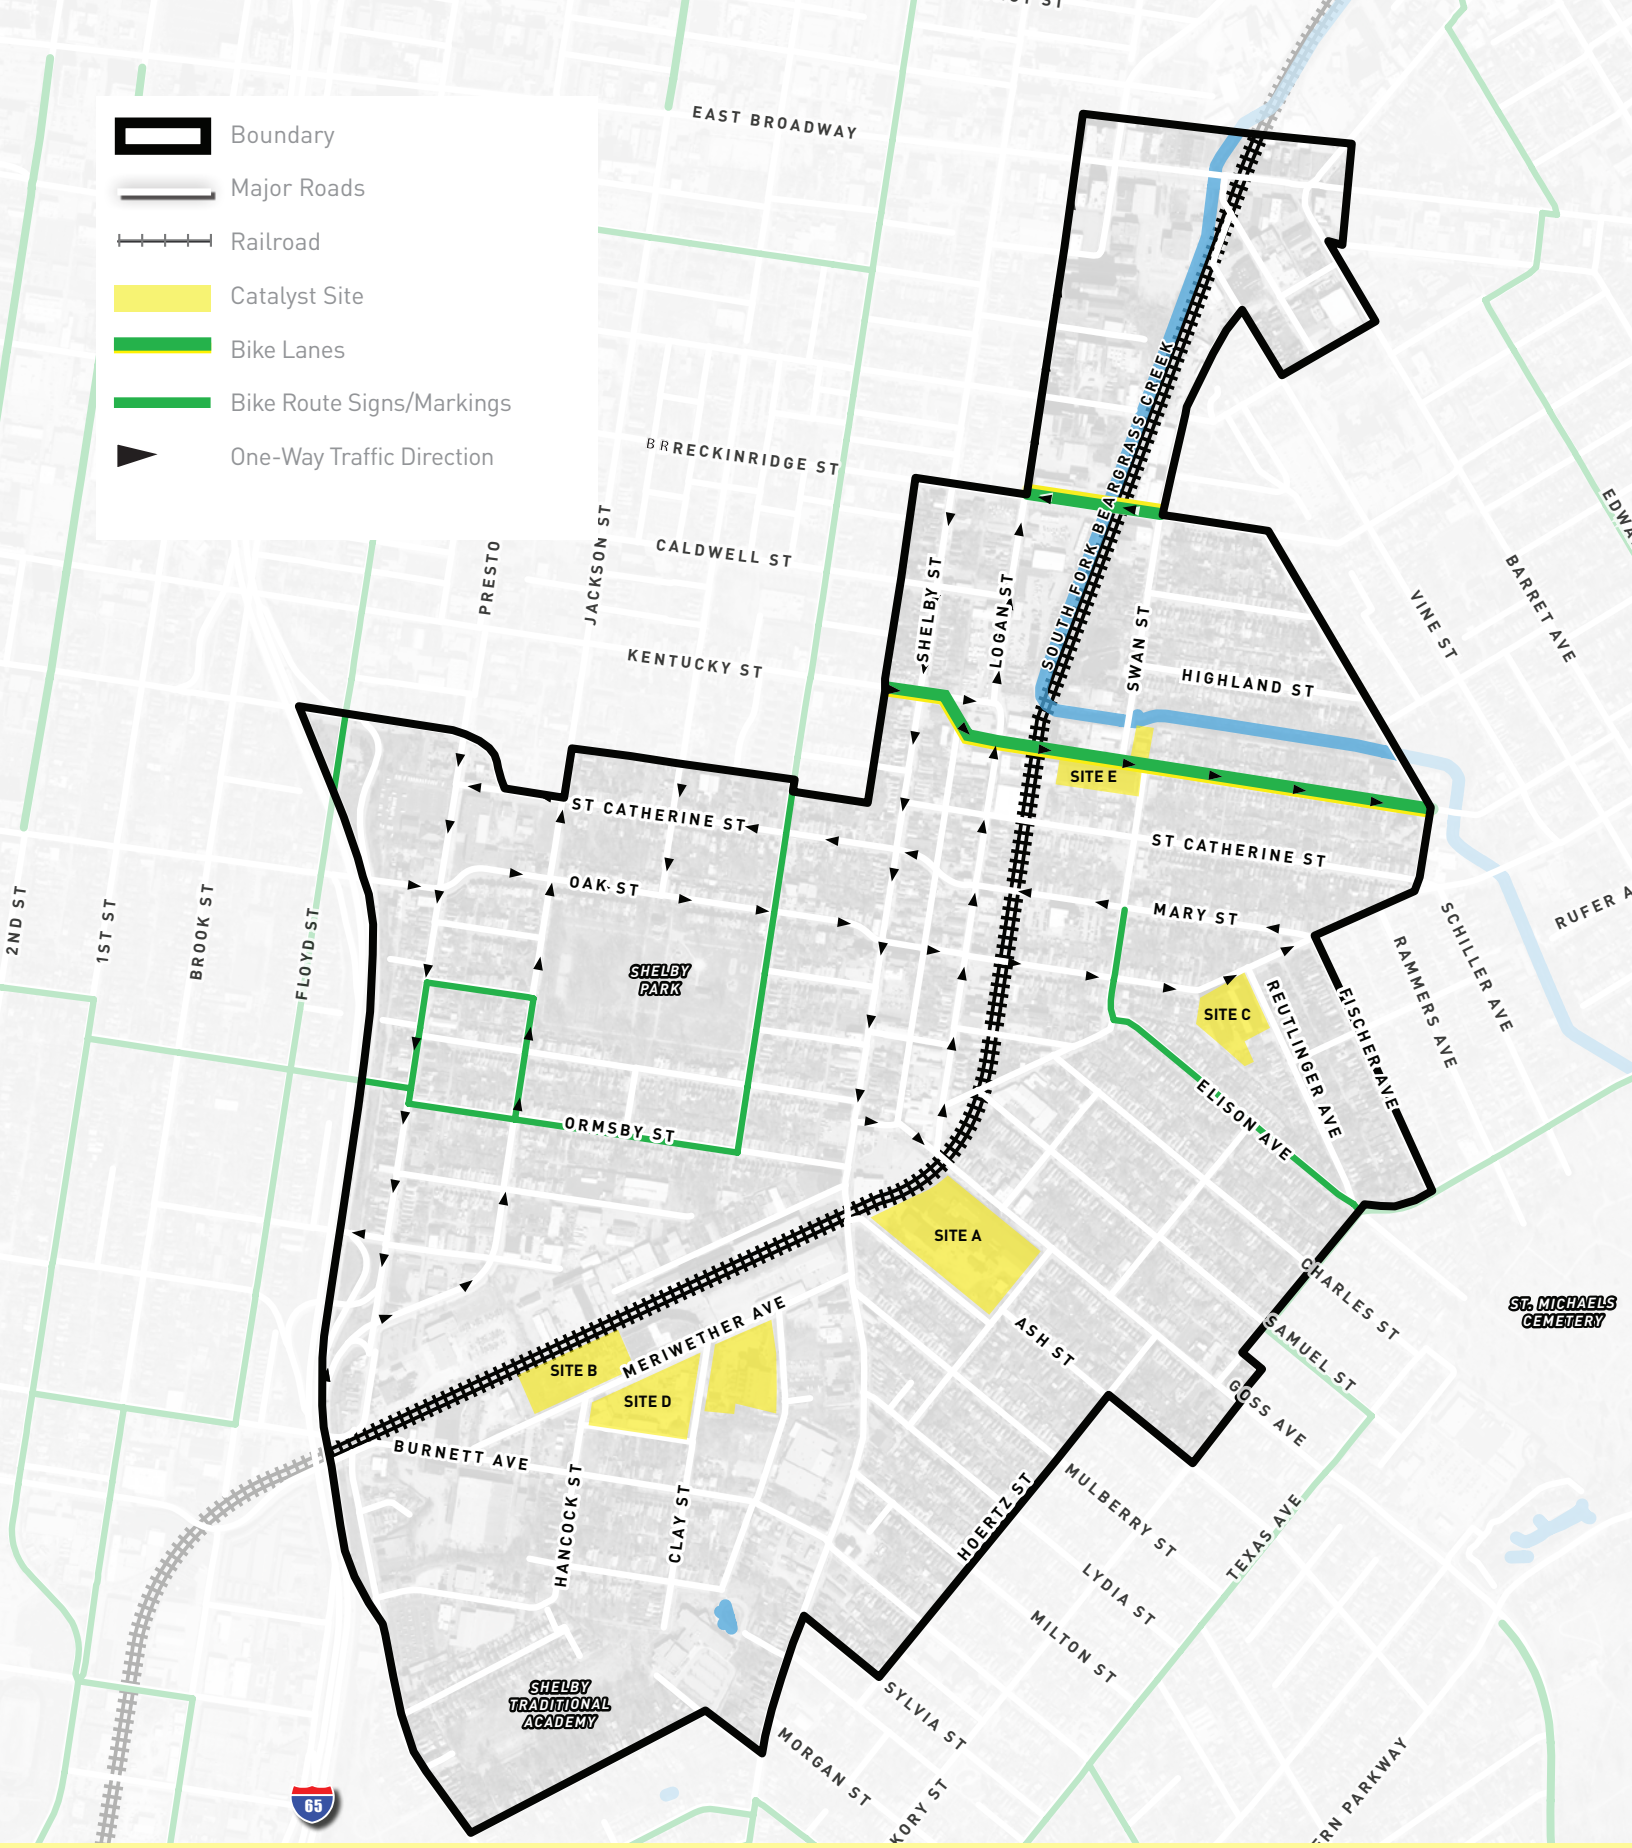 EAST BROADWAY
Boundary
Major Roads
Railroad
Catalyst Site
Bike Lanes
Bike Route Signs/Markings
One-Way Traffic Direction
BRRECKINRIDGE ST
CALDWELL ST
KENTUCKY ST
PRESTO
JACKSON ST
SHELBY ST
LOGAN ST
SOUTH FORK BEARGRASS CREEK
SWAN ST
HIGHLAND ST
VINE ST
BARRET AVE
EDWA
SITE E
ST CATHERINE ST
ST CATHERINE ST
OAK ST
MARY ST
2ND ST
1ST ST
BROOK ST
FLOYD ST
SHELBY
PARK
SITE C
REUTLINGER AVE
FISCHER AVE
RAMMERS AVE
SCHILLER AVE
RUFER A
ELISON AVE
ORMSBY ST
SITE A
CHARLES ST
SAMUEL ST
GOSS AVE
ST. MICHAELS
CEMETERY
ASH ST
MERIWETHER AVE
SITE B
SITE D
BURNETT AVE
HANCOCK ST
CLAY ST
HOERTZ ST
MULBERRY ST
LYDIA ST
MILTON ST
TEXAS AVE
SHELBY
TRADITIONAL
ACADEMY
SYLVIA ST
MORGAN ST
KORY ST
ERN PARKWAY
65